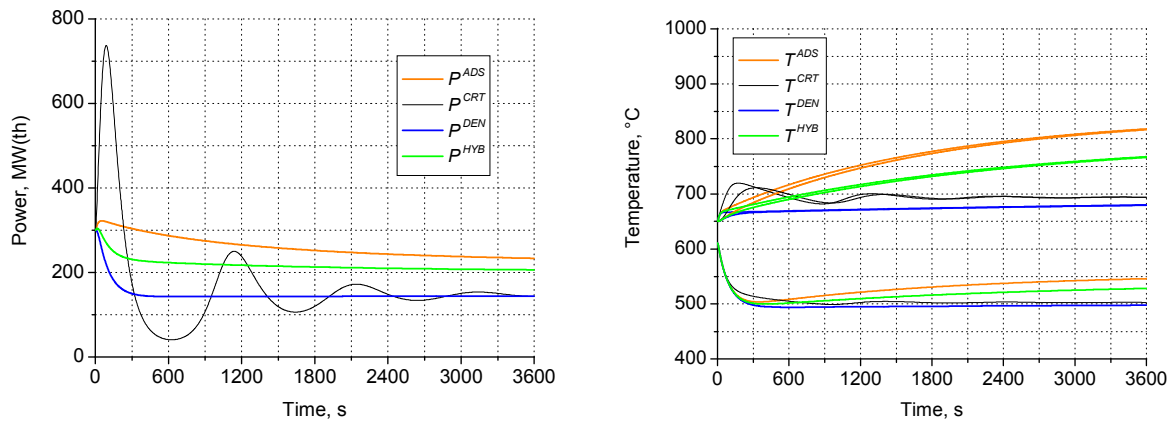 800
600
400
200
0
Power, MW(th)
P^ADS
P^CRT
P^DEN
P^HYB
0 600 1200 1800 2400 3000 3600
Time, s
1000
900
800
700
600
500
400
Temperature, °C
T^ADS
T^CRT
T^DEN
T^HYB
0 600 1200 1800 2400 3000 3600
Time, s